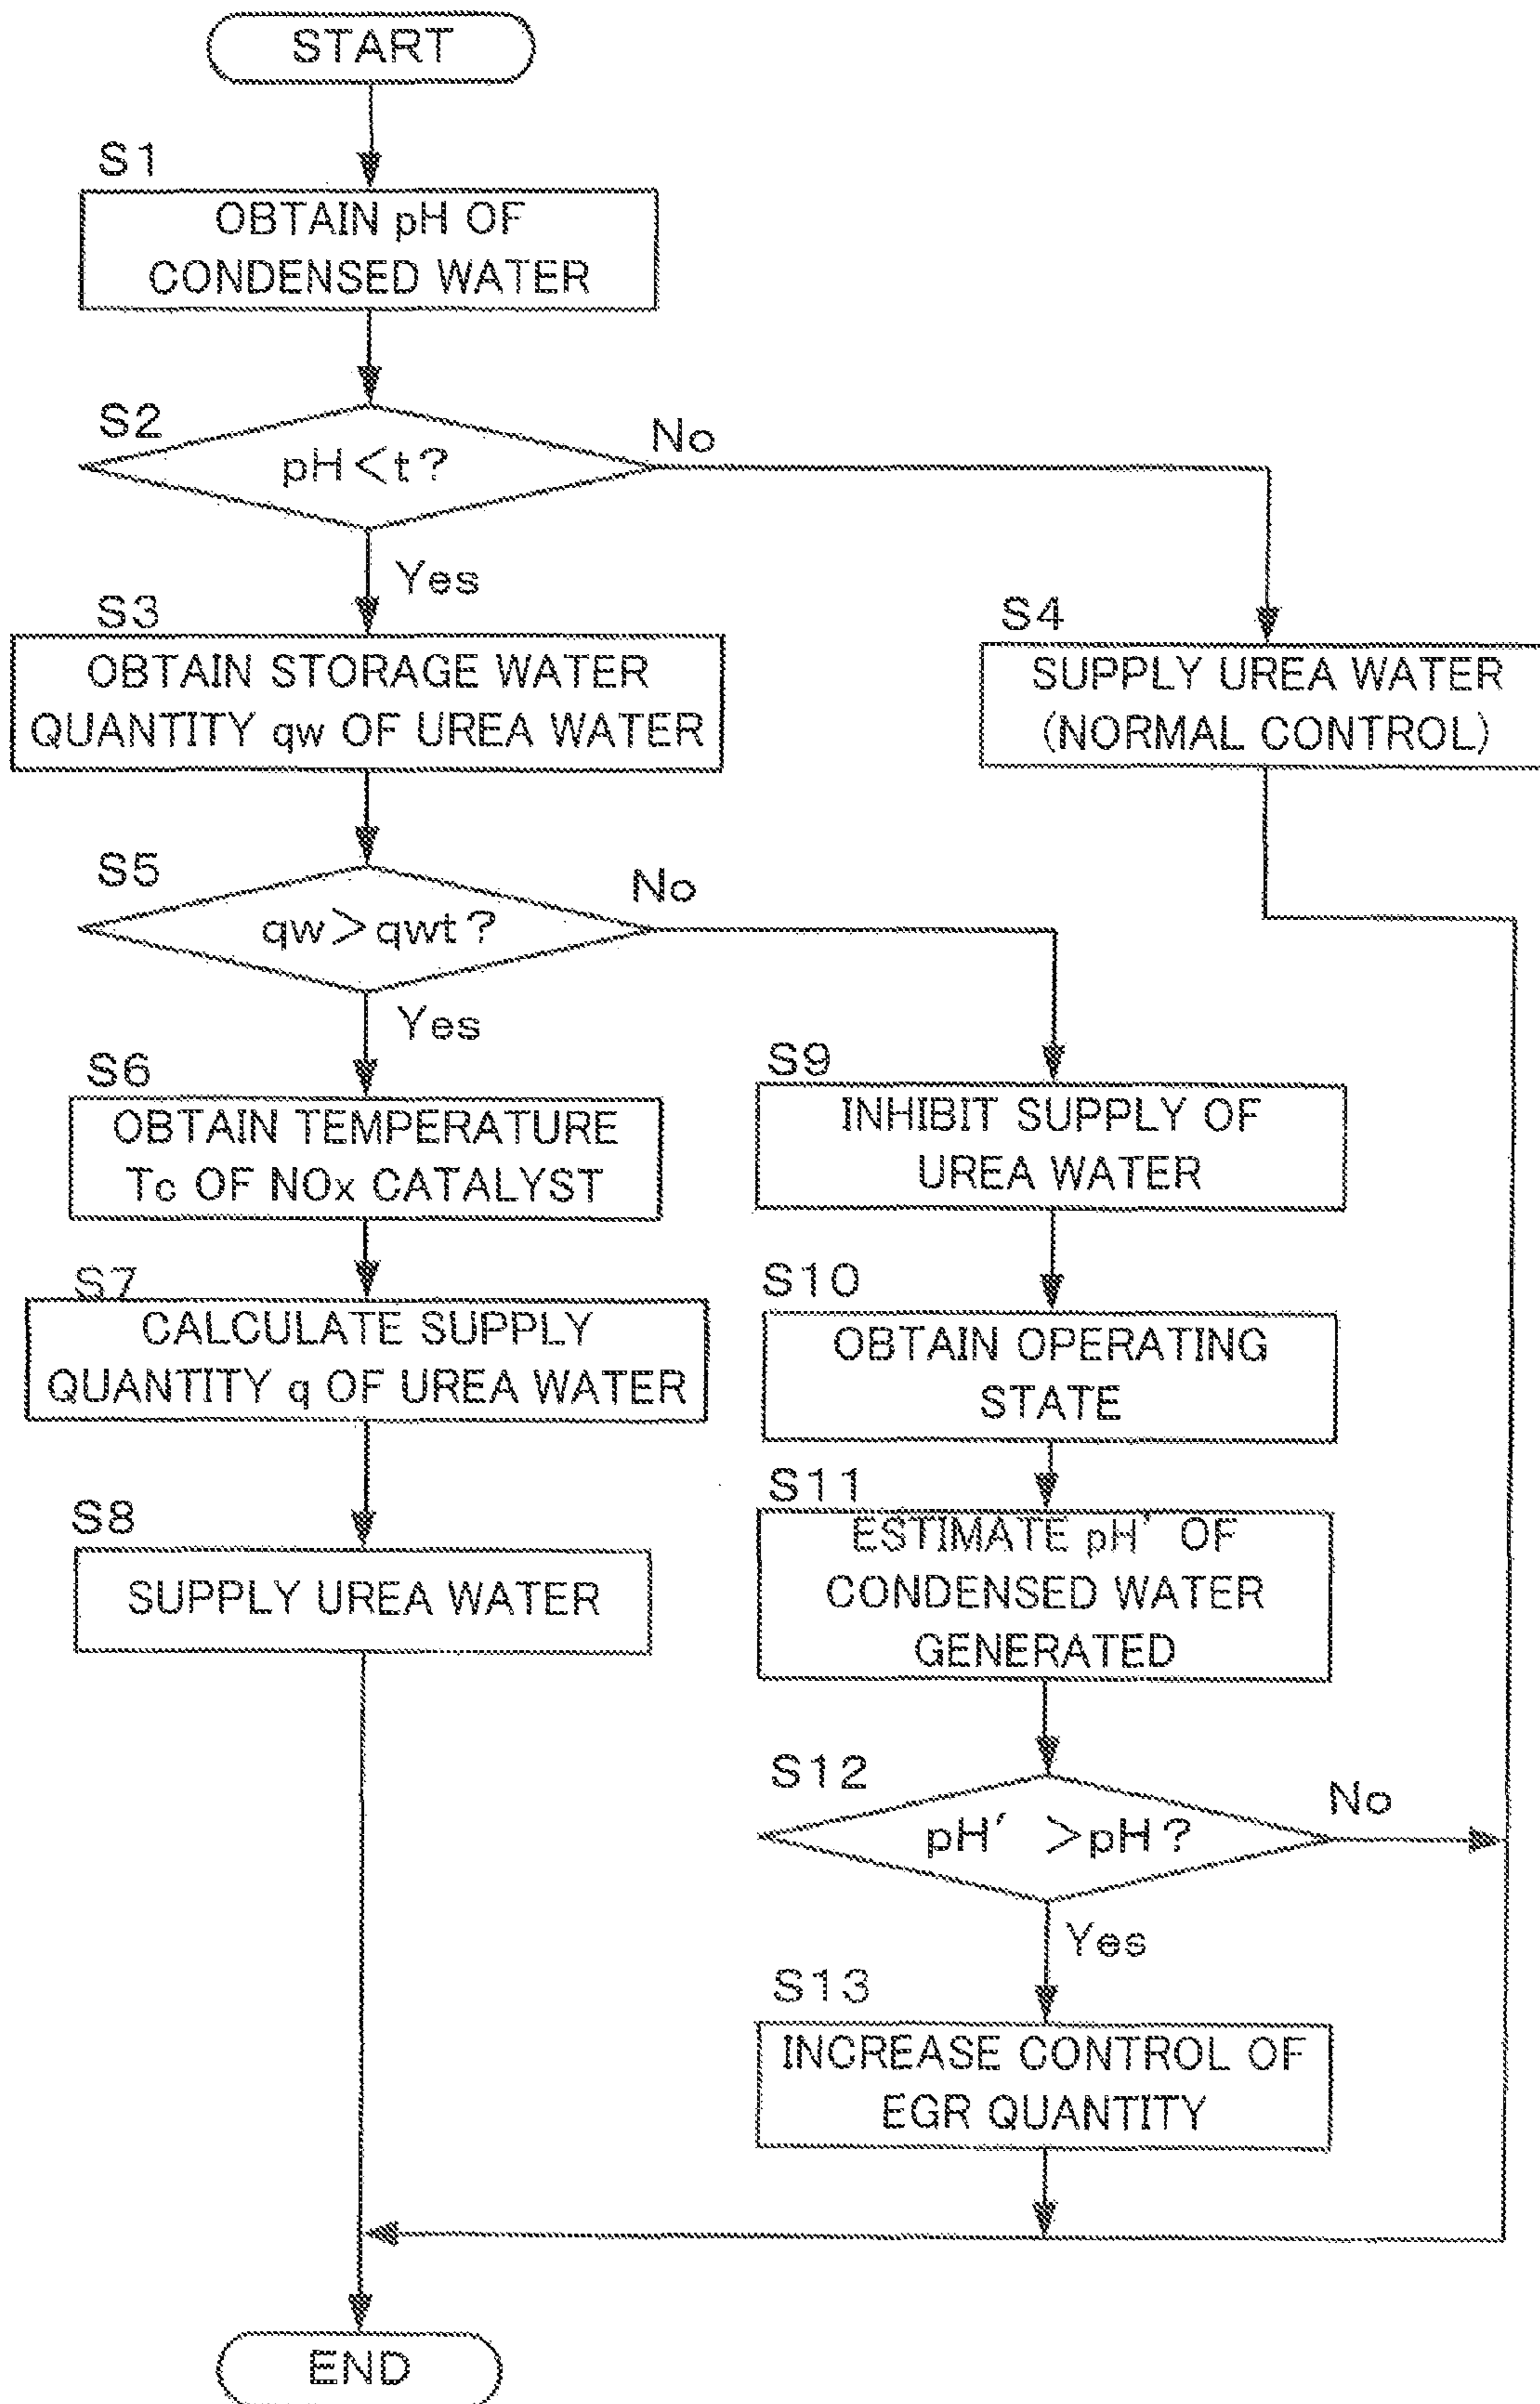 START
S1
OBTAIN pH OF
CONDENSED WATER
S2
pH<t?
No
Yes
S3
OBTAIN STORAGE WATER
QUANTITY qw OF UREA WATER
S4
SUPPLY UREA WATER
(NORMAL CONTROL)
S5
qw>qwt?
No
Yes
S6
OBTAIN TEMPERATURE
Tc OF NOx CATALYST
S7
CALCULATE SUPPLY
QUANTITY q OF UREA WATER
S8
SUPPLY UREA WATER
S9
INHIBIT SUPPLY OF
UREA WATER
S10
OBTAIN OPERATING
STATE
S11
ESTIMATE pH' OF
CONDENSED WATER
GENERATED
S12
pH' >pH?
No
Yes
S13
INCREASE CONTROL OF
EGR QUANTITY
END